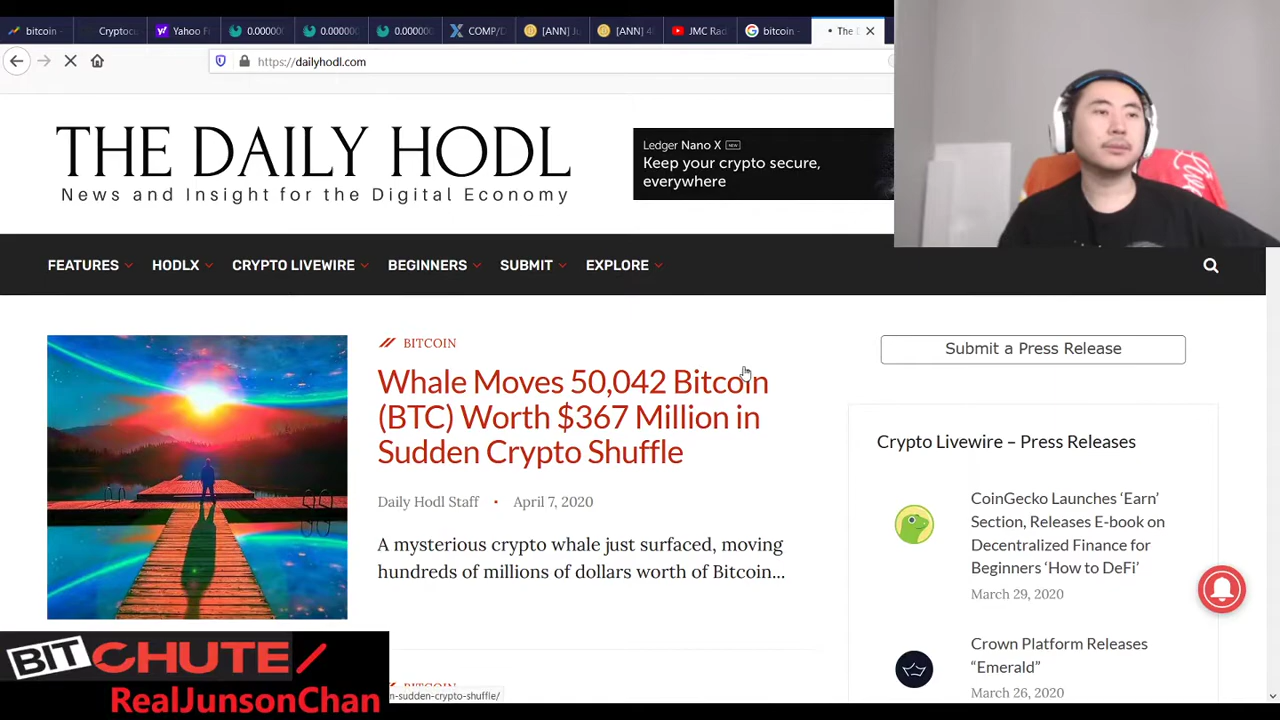 bitcoin
Cryptoc
Yahoo F
0.000000
0.000000
0.000000
COMP/
[ANN] Ju
[ANN] 4
JMC Rad
bitcoin -
The D
https://dailyhodl.com
THE DAILY HODL
News and Insight for the Digital Economy
Ledger Nano X NEW
Keep your crypto secure,
everywhere
FEATURES
HODLX
CRYPTO LIVEWIRE
BEGINNERS
SUBMIT
EXPLORE
BITCOIN
Whale Moves 50,042 Bitcoin
(BTC) Worth $367 Million in
Sudden Crypto Shuffle
Daily Hodl Staff • April 7, 2020
A mysterious crypto whale just surfaced, moving
hundreds of millions of dollars worth of Bitcoin...
Submit a Press Release
Crypto Livewire – Press Releases
CoinGecko Launches ‘Earn’
Section, Releases E-book on
Decentralized Finance for
Beginners ‘How to DeFi’
March 29, 2020
Crown Platform Releases
“Emerald”
March 26, 2020
BITCHUTE/
RealJunsonChan
BITCOIN
n-sudden-crypto-shuffle/